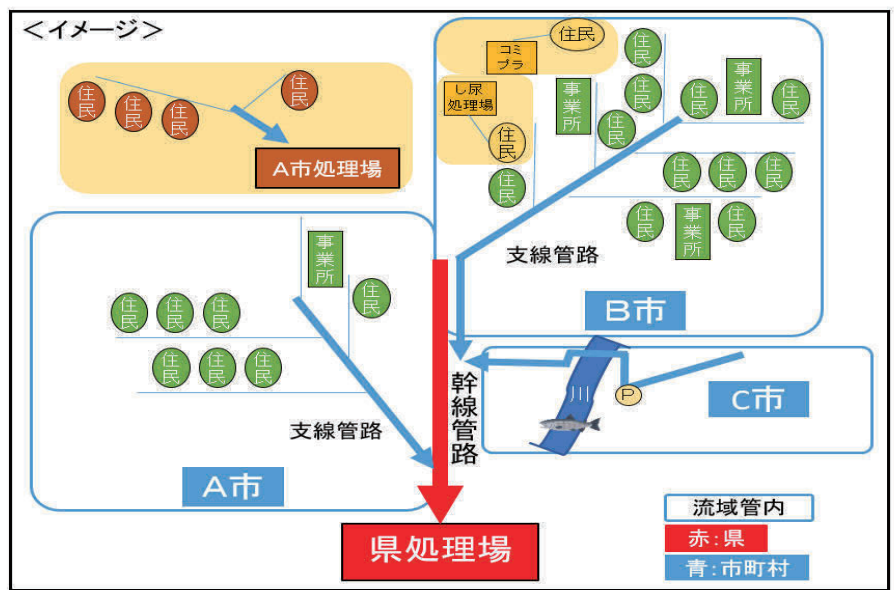 <イメージ>
住民
住民
住民
住民
A市処理場
住民
コミ
プラ
し尿
処理場
住民
住民
住民
事業所
住民
住民
住民
事業所
住民
住民
住民
住民
住民
事業所
住民
支線管路
B市
事業所
住民
住民
住民
住民
住民
住民
住民
支線管路
A市
幹線管路
川
P
C市
県処理場
流域管内
赤:県
青:市町村